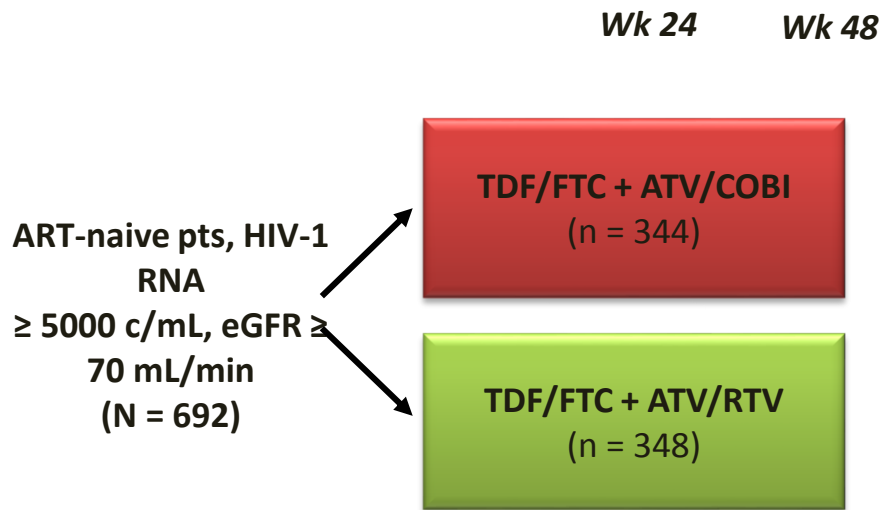 Wk 24 Wk 48
TDF/FTC + ATV/COBI
(n = 344)
ART-naive pts, HIV-1
RNA
≥ 5000 c/mL, eGFR ≥
70 mL/min
(N = 692)
TDF/FTC + ATV/RTV
(n = 348)